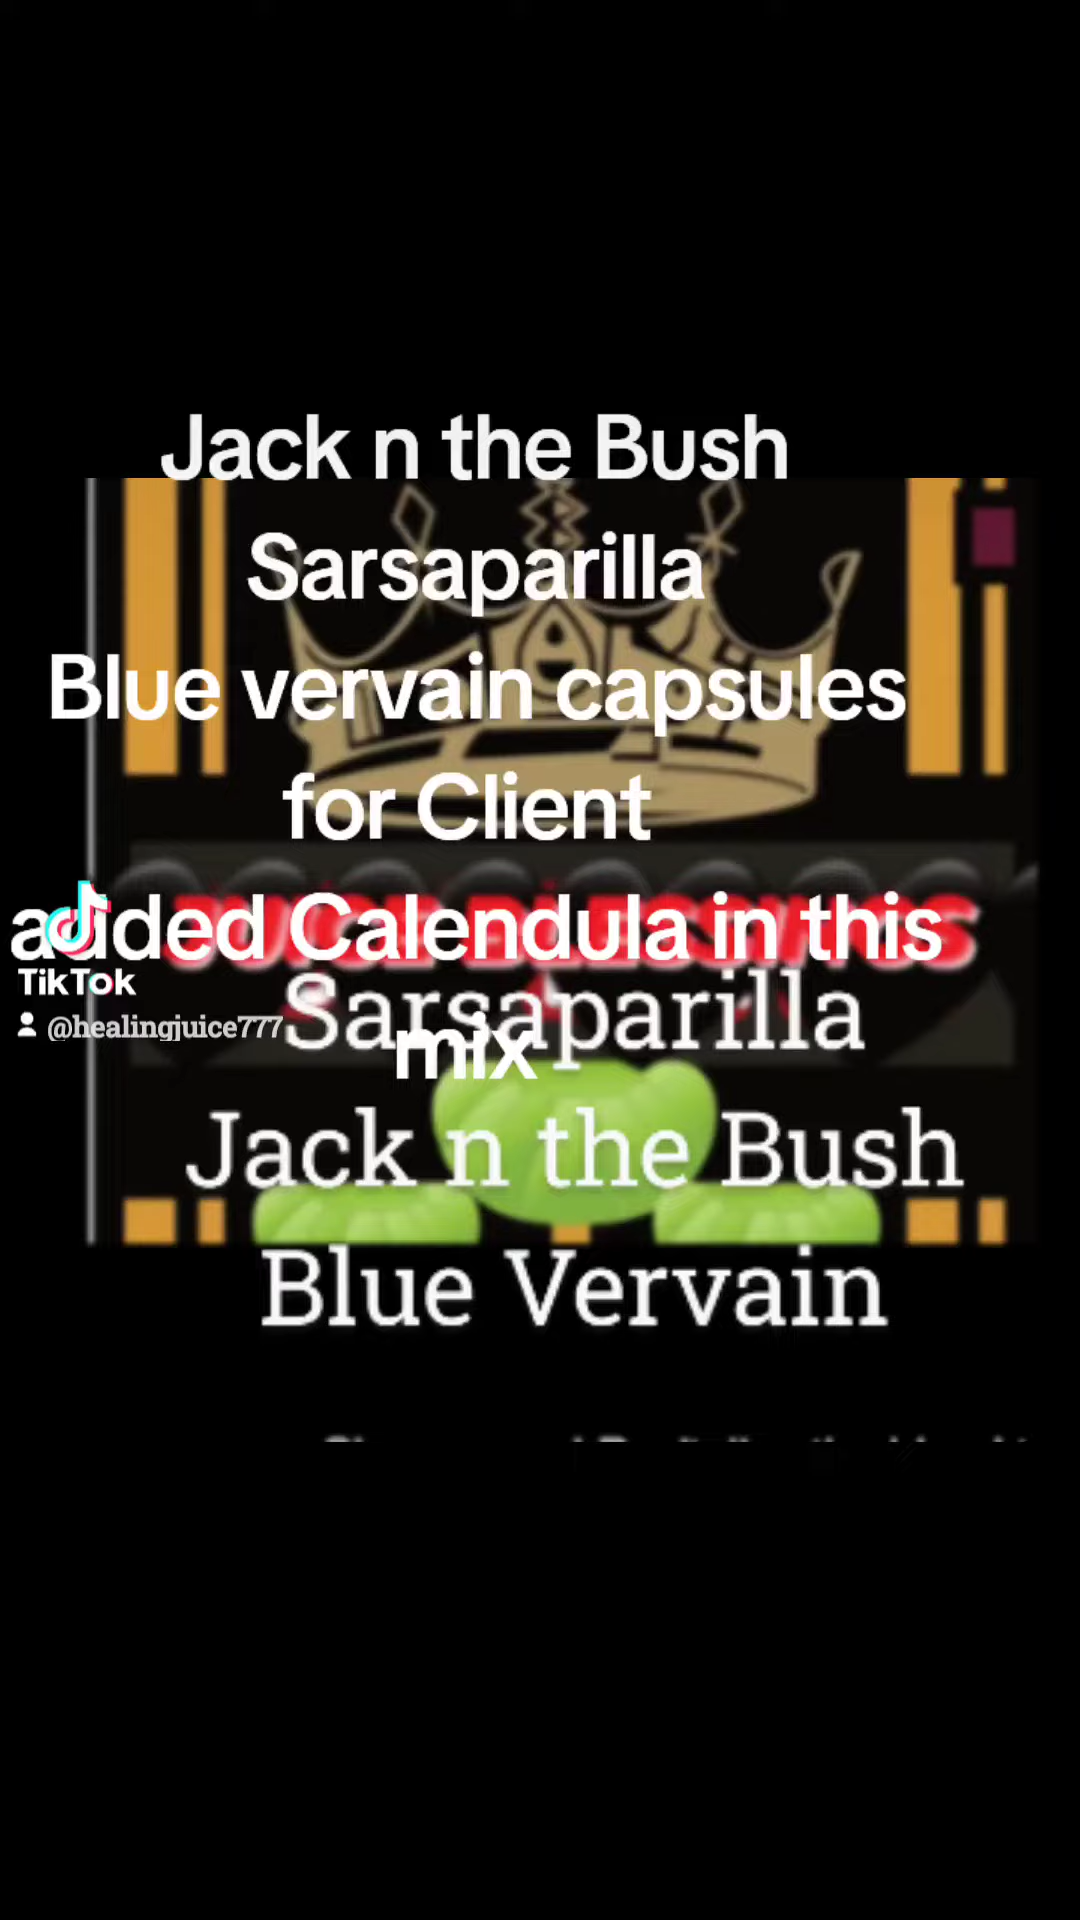 Jack n the Bush
Sarsaparilla
Blue vervain capsules
for Client
added Calendula in this
mix
TikTok
@healingjuice777
Sarsaparilla
Jack n the Bush
Blue Vervain